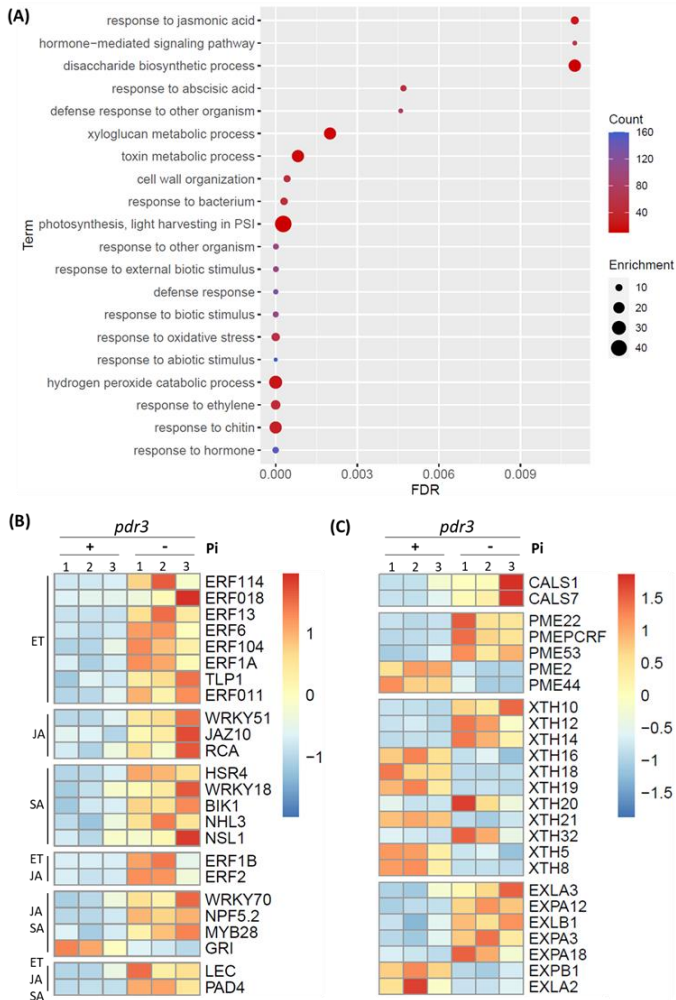 (A)
response to jasmonic acid
hormone−mediated signaling pathway
disaccharide biosynthetic process
response to abscisic acid
defense response to other organism
xyloglucan metabolic process
toxin metabolic process
cell wall organization
response to bacterium
photosynthesis, light harvesting in PSI
response to other organism
response to external biotic stimulus
defense response
response to biotic stimulus
response to oxidative stress
response to abiotic stimulus
hydrogen peroxide catabolic process
response to ethylene
response to chitin
response to hormone
Term
0.000 0.003 0.006 0.009
FDR
Count
160
120
80
40
Enrichment
10
20
30
40
(B)
pdr3
+ - Pi
1 2 3 1 2 3
ET
ERF114
ERF018
ERF13
ERF6
ERF104
ERF1A
TLP1
ERF011
JA
WRKY51
JAZ10
RCA
SA
HSR4
WRKY18
BIK1
NHL3
NSL1
ET
JA
ERF1B
ERF2
JA
SA
WRKY70
NPF5.2
MYB28
GRI
ET
JA
SA
LEC
PAD4
1
0
−1
(C)
pdr3
+ - Pi
1 2 3 1 2 3
CALS1
CALS7
PME22
PMEPCRF
PME53
PME2
PME44
XTH10
XTH12
XTH14
XTH16
XTH18
XTH19
XTH20
XTH21
XTH32
XTH5
XTH8
EXLA3
EXPA12
EXLB1
EXPA3
EXPA18
EXPB1
EXLA2
1.5
1
0.5
0
−0.5
−1
−1.5